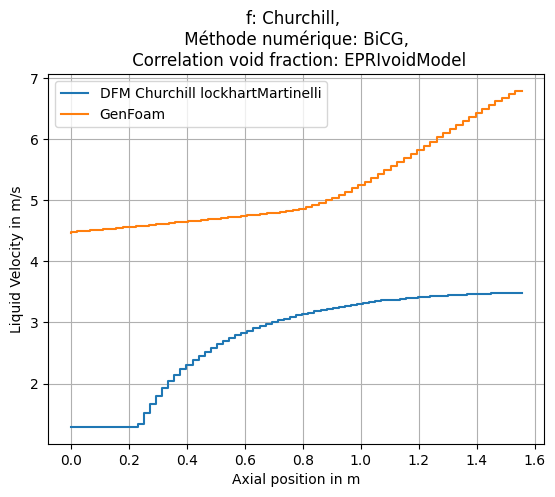 f: Churchill,
Méthode numérique: BiCG,
Correlation void fraction: EPRIvoidModel
7
6
5
4
3
2
Liquid Velocity in m/s
DFM Churchill lockhartMartinelli
GenFoam
0.0 0.2 0.4 0.6 0.8 1.0 1.2 1.4 1.6
Axial position in m